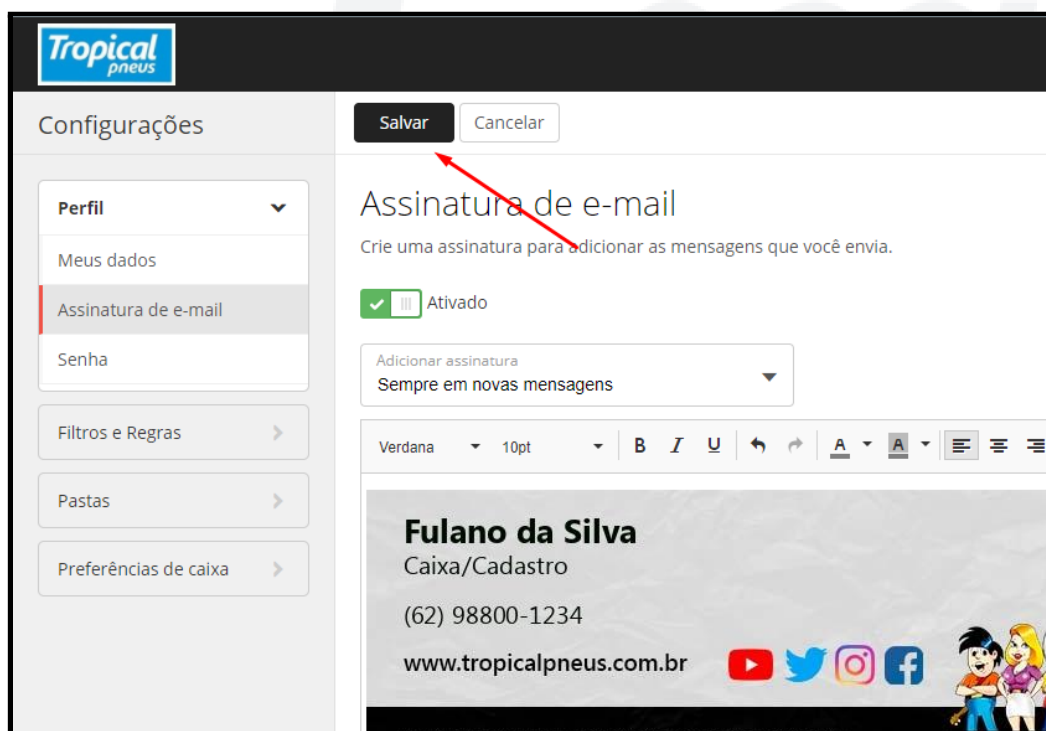 Tropical
pneus
Configurações
Salvar
Cancelar
Perfil
Meus dados
Assinatura de e-mail
Senha
Filtros e Regras
Pastas
Preferências de caixa
Assinatura de e-mail
Crie uma assinatura para adicionar as mensagens que você envia.
Ativado
Adicionar assinatura
Sempre em novas mensagens
Verdana 10pt B I U A A
Fulano da Silva
Caixa/Cadastro
(62) 98800-1234
www.tropicalpneus.com.br